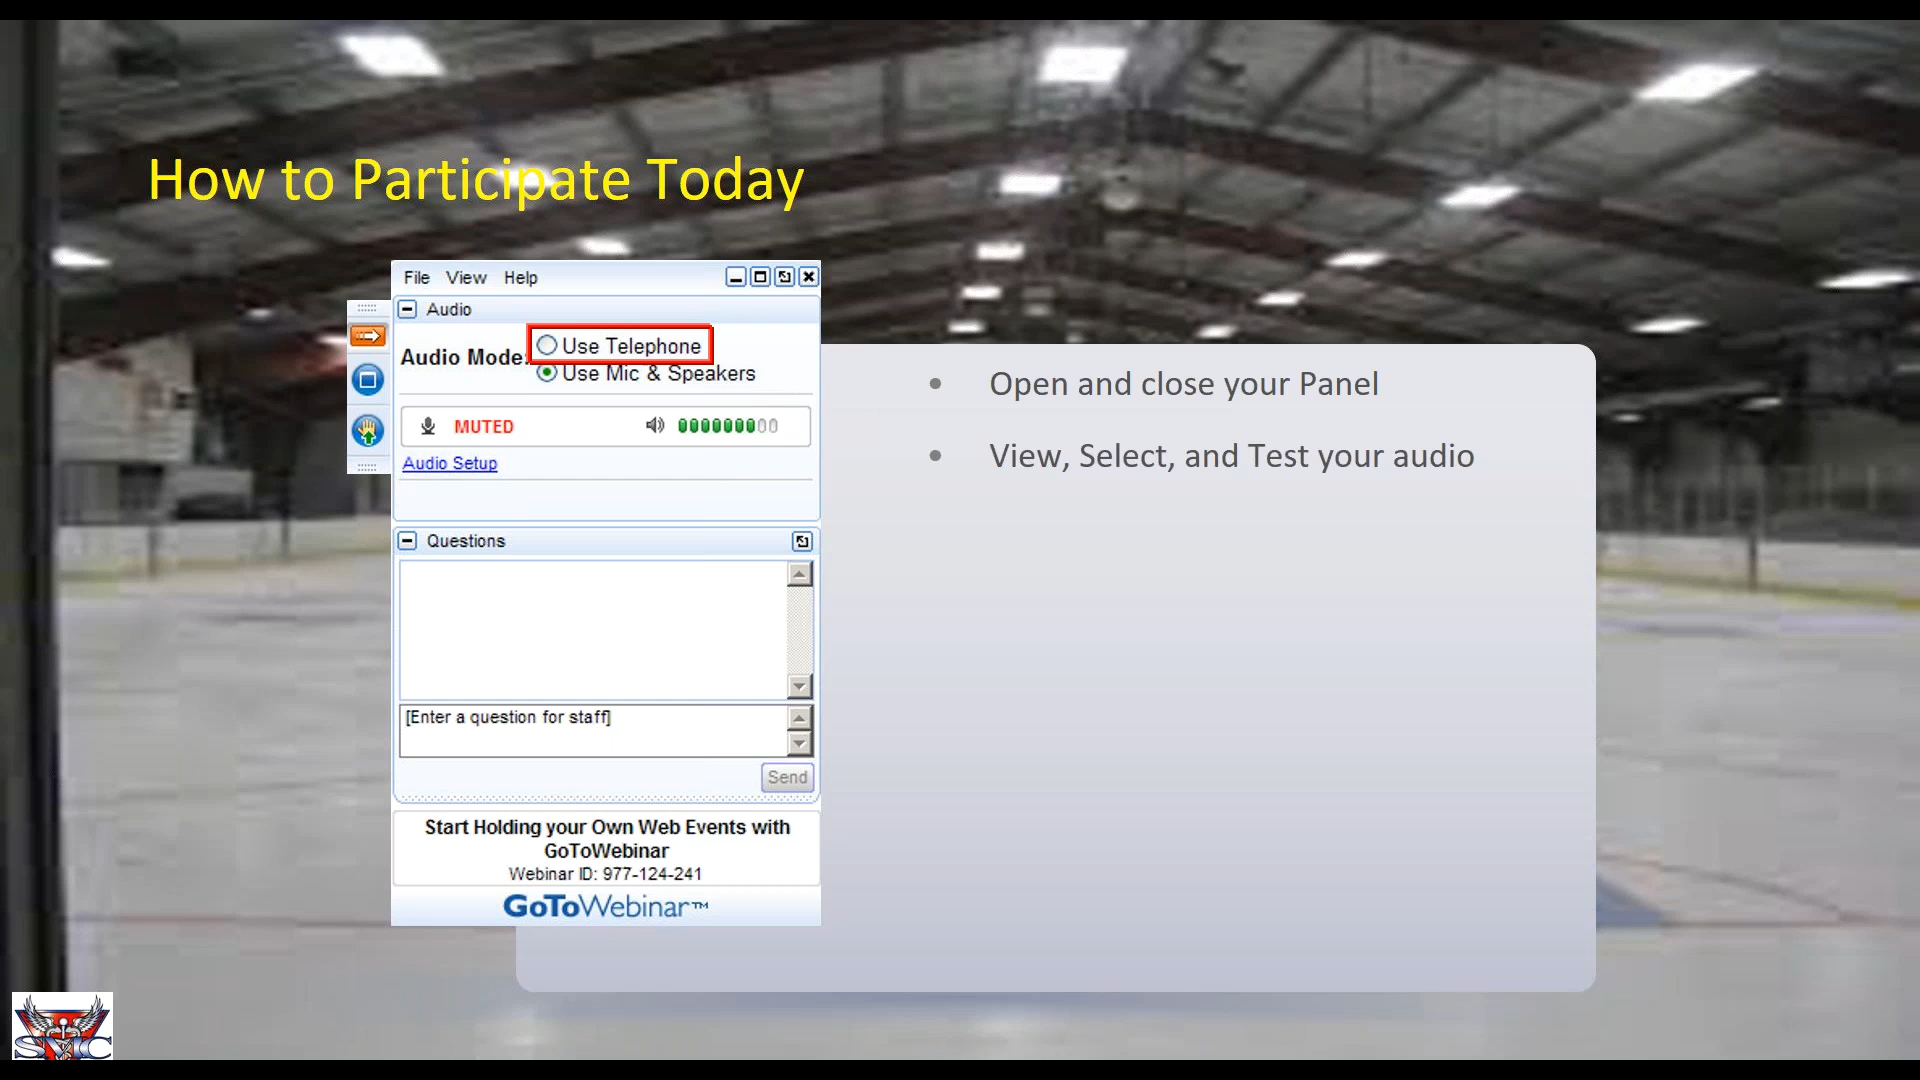 How to Participate Today
File View Help
Audio
Audio Mode:
Use Telephone
Use Mic & Speakers
MUTED
Audio Setup
Questions
[Enter a question for staff]
Send
Start Holding your Own Web Events with
GoToWebinar
Webinar ID: 977-124-241
GoToWebinar™
• Open and close your Panel
• View, Select, and Test your audio
SMC